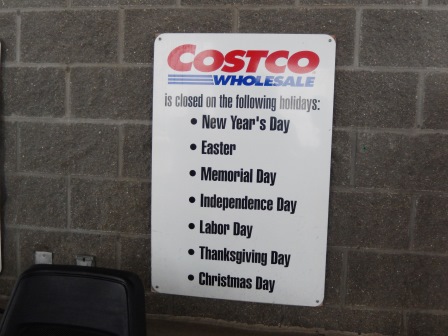 COSTCO
WHOLESALE
is closed on the following holidays:
• New Year's Day
• Easter
• Memorial Day
• Independence Day
• Labor Day
• Thanksgiving Day
• Christmas Day